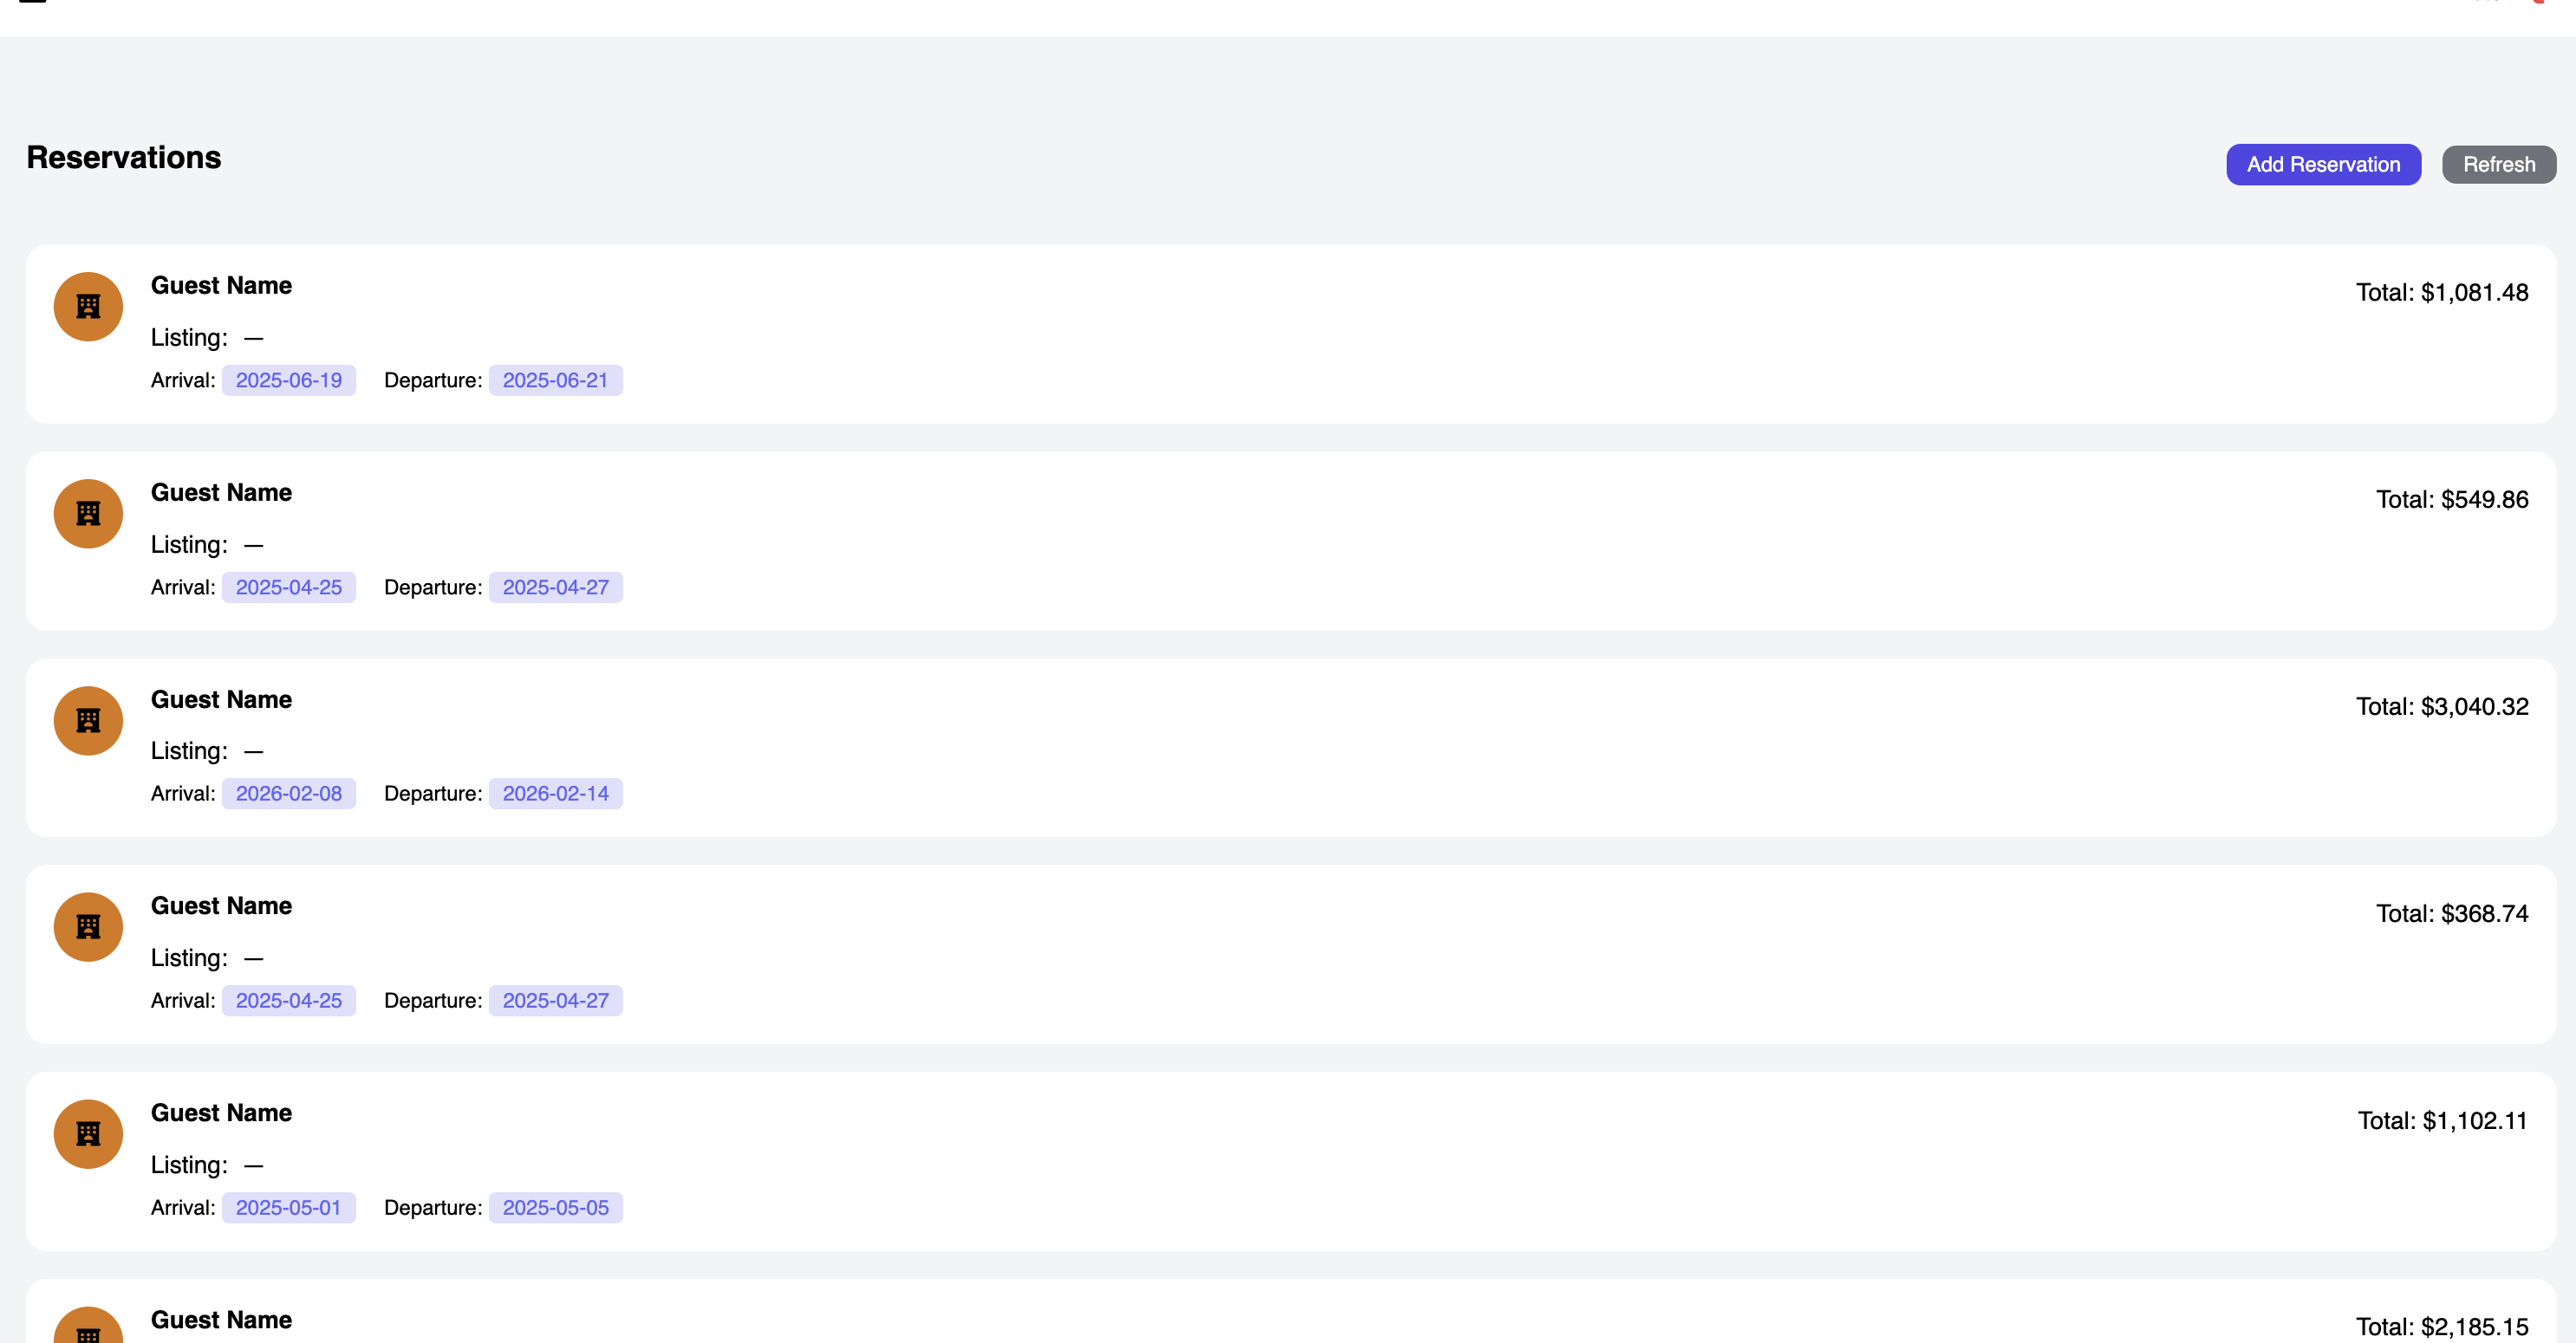 Reservations
Add Reservation
Refresh
Guest Name
Total: $1,081.48
Listing: —
Arrival: 2025-06-19 Departure: 2025-06-21
Guest Name
Total: $549.86
Listing: —
Arrival: 2025-04-25 Departure: 2025-04-27
Guest Name
Total: $3,040.32
Listing: —
Arrival: 2026-02-08 Departure: 2026-02-14
Guest Name
Total: $368.74
Listing: —
Arrival: 2025-04-25 Departure: 2025-04-27
Guest Name
Total: $1,102.11
Listing: —
Arrival: 2025-05-01 Departure: 2025-05-05
Guest Name
Total: $2,185.15